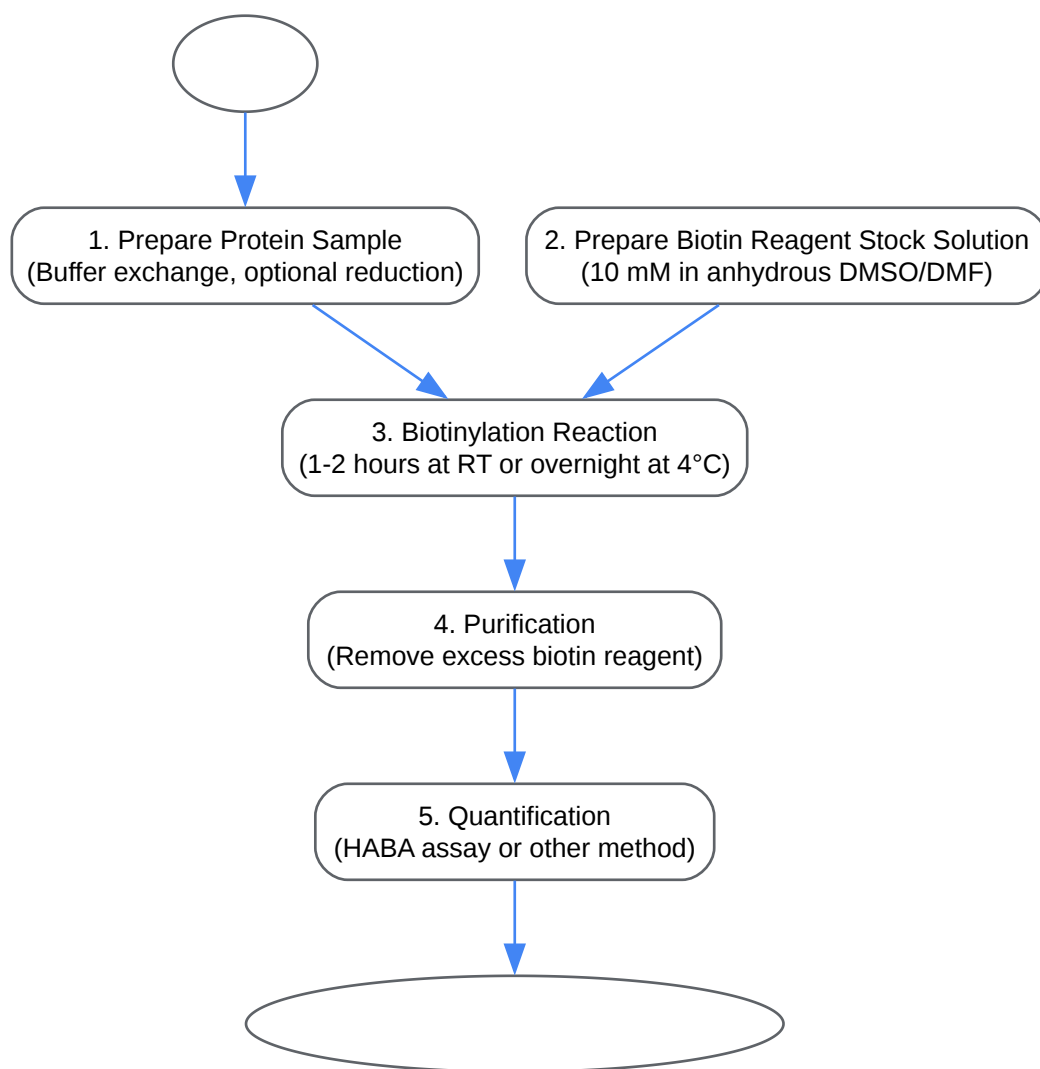 1. Prepare Protein Sample
(Buffer exchange, optional reduction)
2. Prepare Biotin Reagent Stock Solution
(10 mM in anhydrous DMSO/DMF)
3. Biotinylation Reaction
(1-2 hours at RT or overnight at 4°C)
4. Purification
(Remove excess biotin reagent)
5. Quantification
(HABA assay or other method)